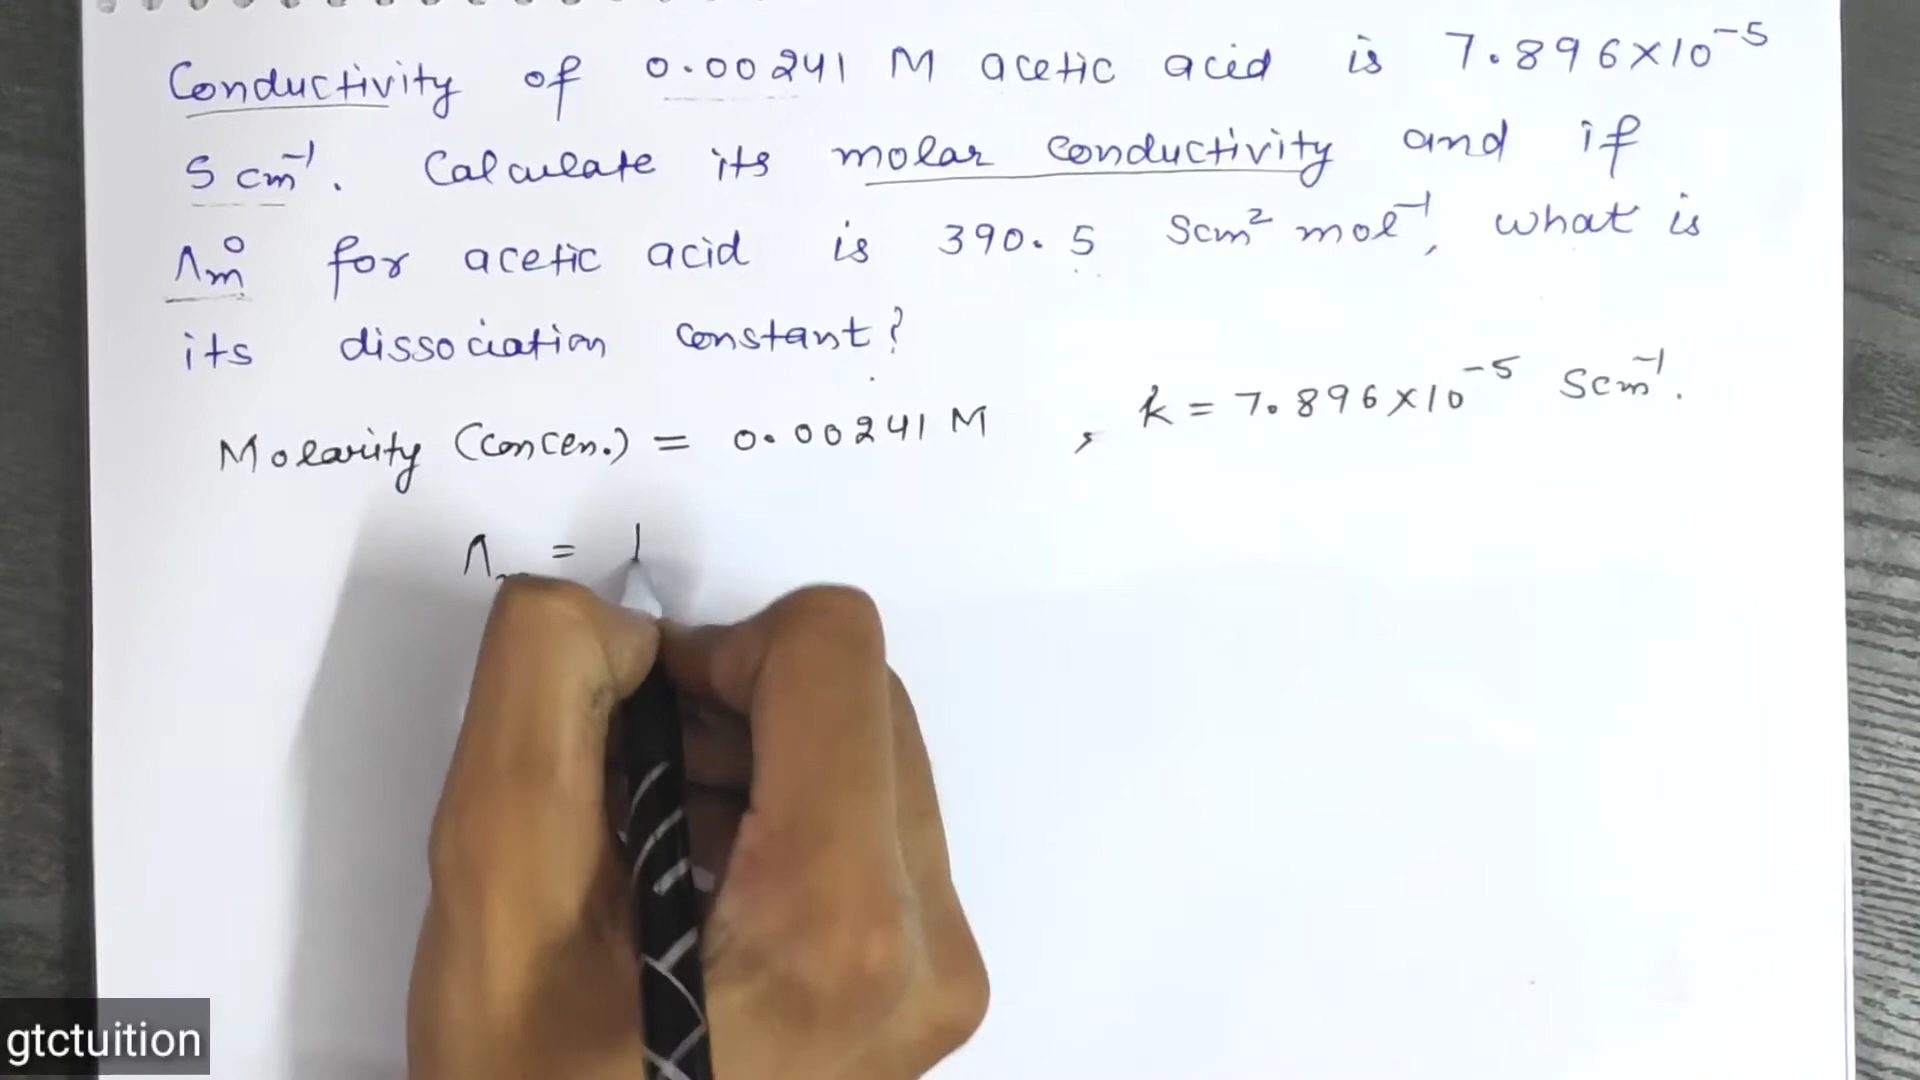 Conductivity of 0.00241 M acetic acid is 7.896×10⁻⁵
S cm⁻¹. Calculate its molar conductivity and if
Λ°m for acetic acid is 390.5 Scm² mol⁻¹, what is
its dissociation constant?
Molarity (Concen.) = 0.00241 M , k = 7.896×10⁻⁵ Scm⁻¹.
Λm =
gtctuition